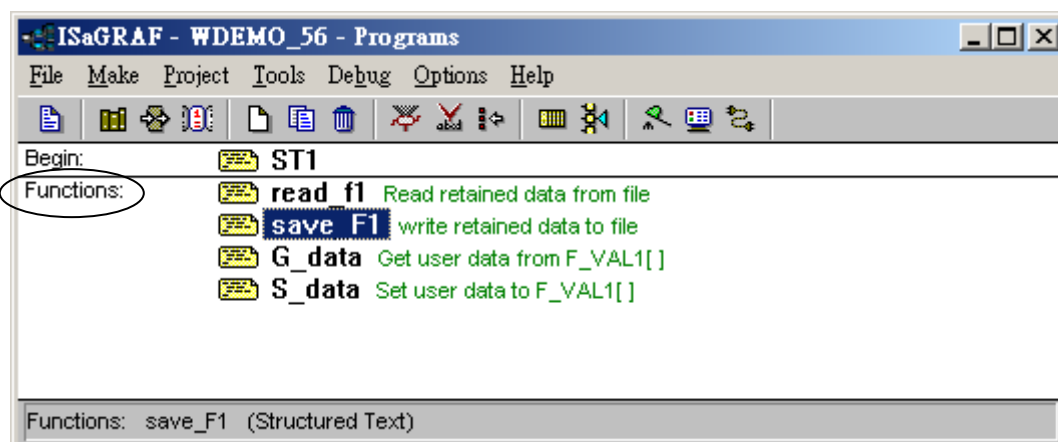 ISaGRAF - WDEMO_56 - Programs
File Make Project Tools Debug Options Help
Begin: ST1
Functions: read_f1 Read retained data from file
save_F1 write retained data to file
G_data Get user data from F_VAL1[ ]
S_data Set user data to F_VAL1[ ]
Functions: save_F1 (Structured Text)